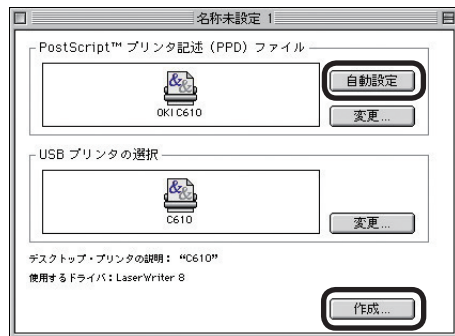 名称未設定 1
PostScript™ プリンタ記述（PPD）ファイル
自動設定
OKI C610
変更...
USB プリンタの選択
C610
変更...
デスクトップ・プリンタの説明： “C610”
使用するドライバ：LaserWriter 8
作成...